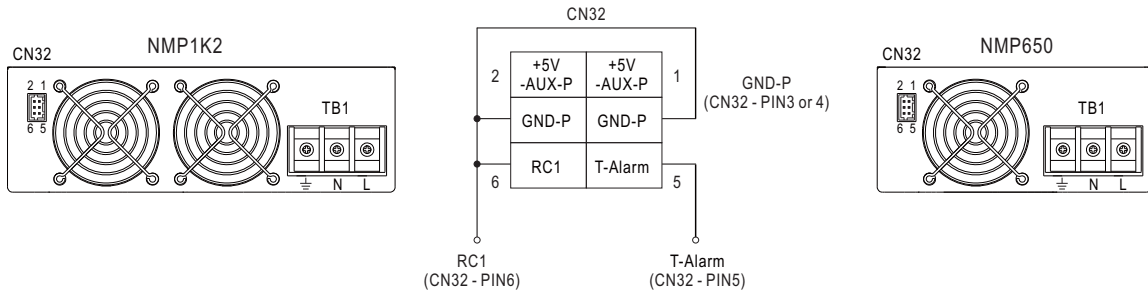 NMP1K2
CN32
2 1
6 5
TB1
N L
CN32
2
+5V
-AUX-P
+5V
-AUX-P
1
GND-P
GND-P
GND-P
(CN32 - PIN3 or 4)
6
RC1
T-Alarm
5
RC1
(CN32 - PIN6)
T-Alarm
(CN32 - PIN5)
NMP650
CN32
2 1
6 5
TB1
N L